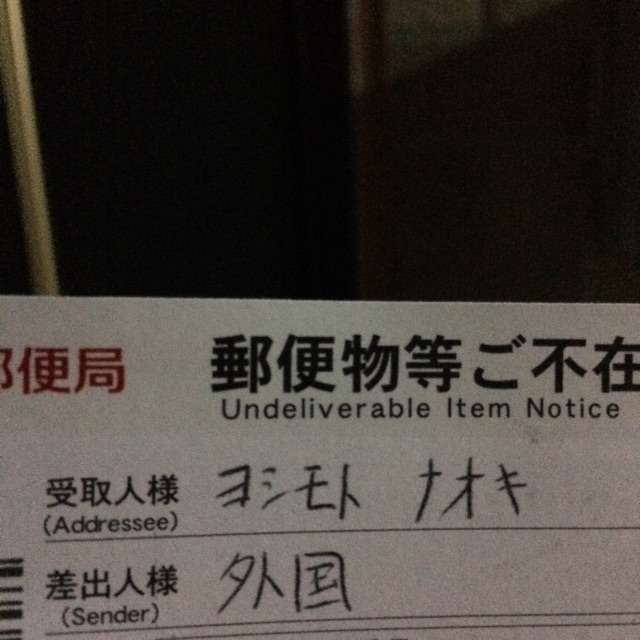 郵便局
郵便物等ご不在
Undeliverable Item Notice
受取人様 ヨシモト ナオキ
(Addressee)
差出人様 外国
(Sender)